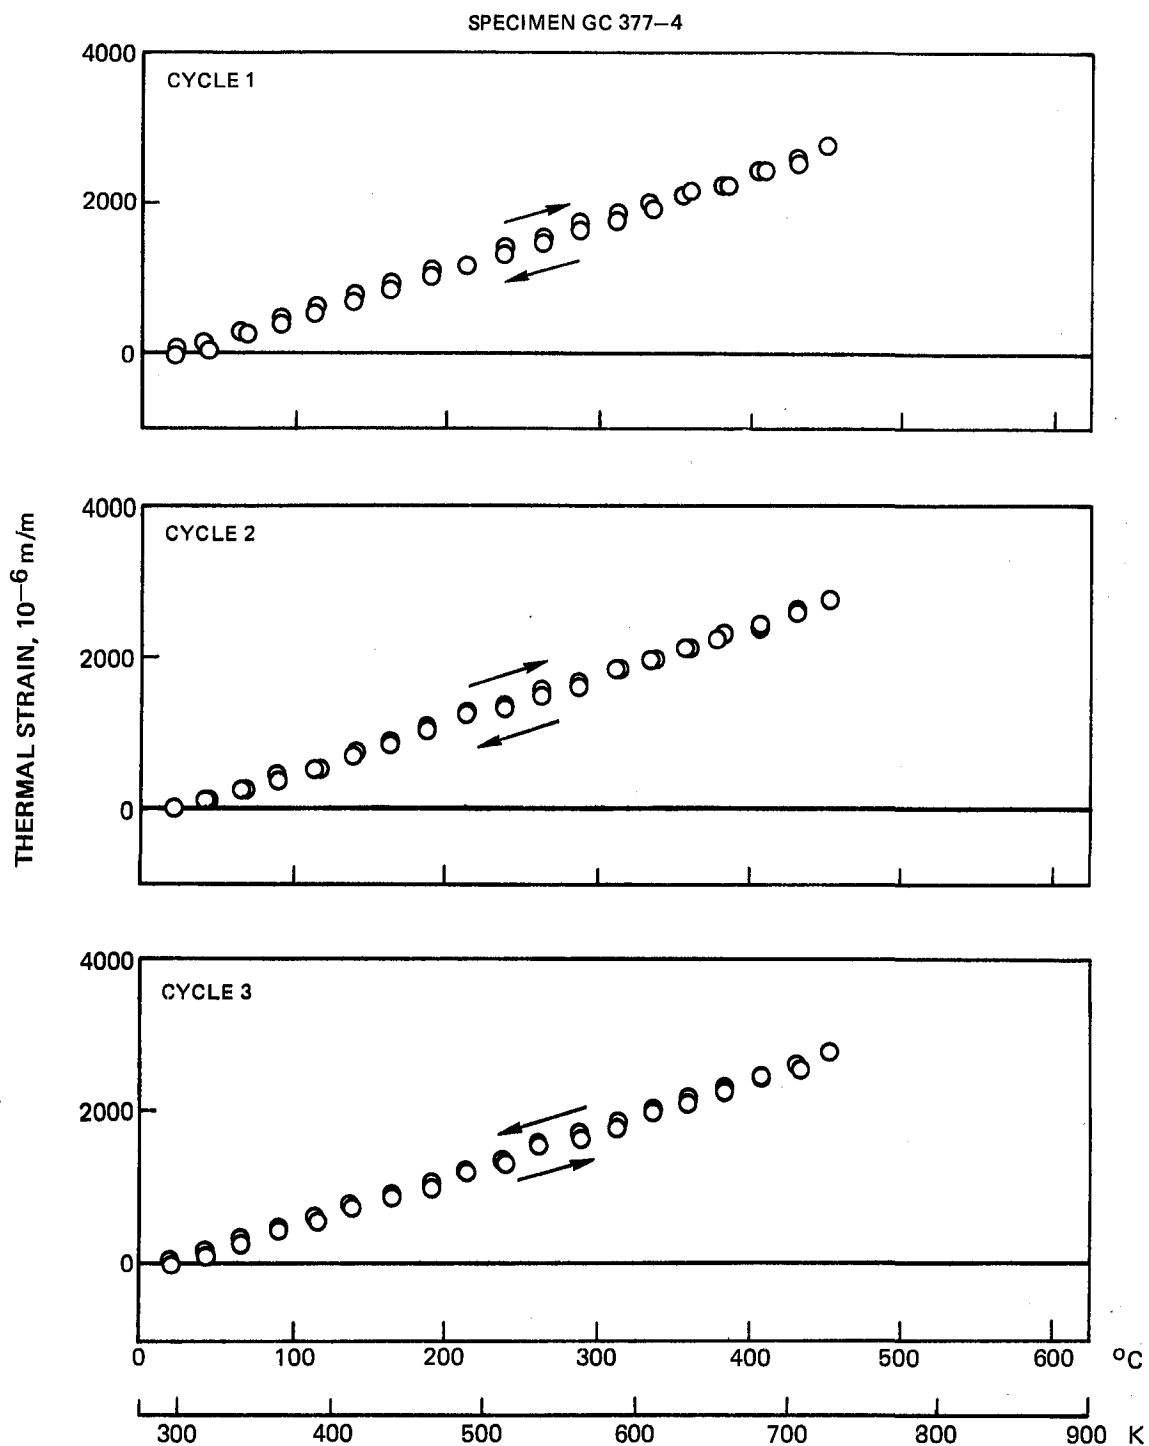 SPECIMEN GC 377-4
4000
CYCLE 1
2000
0
4000
CYCLE 2
2000
0
THERMAL STRAIN, 10⁻⁶ m/m
4000
CYCLE 3
2000
0
0 100 200 300 400 500 600 °C
300 400 500 600 700 800 900 K